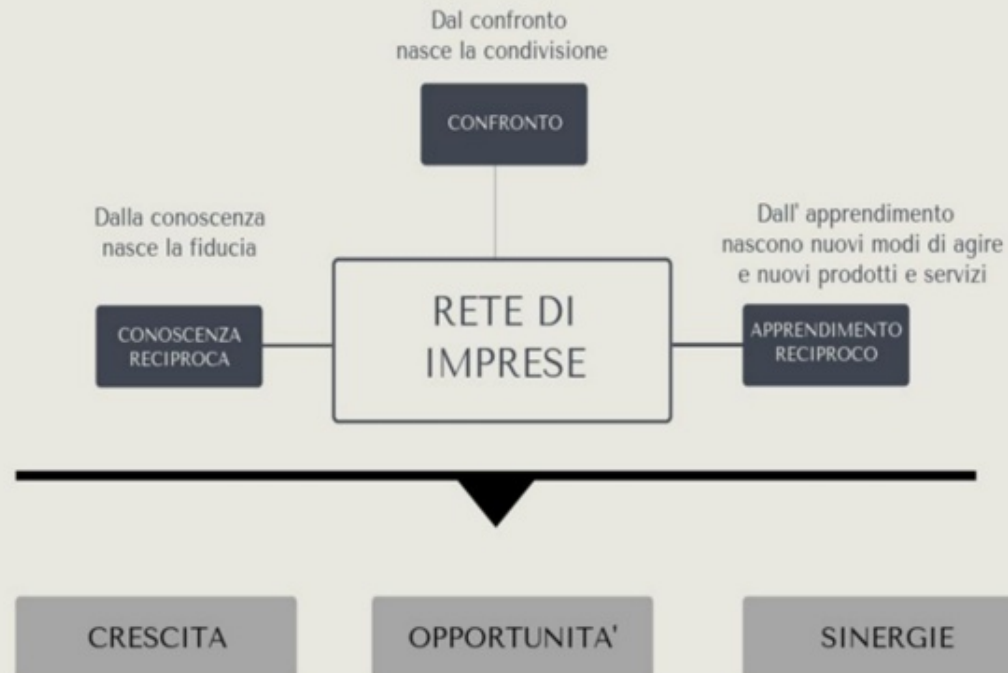 Dal confronto
nasce la condivisione
CONFRONTO
Dalla conoscenza
nasce la fiducia
CONOSCENZA
RECIPROCA
RETE DI
IMPRESE
Dall' apprendimento
nascono nuovi modi di agire
e nuovi prodotti e servizi
APPRENDIMENTO
RECIPROCO
CRESCITA
OPPORTUNITA'
SINERGIE